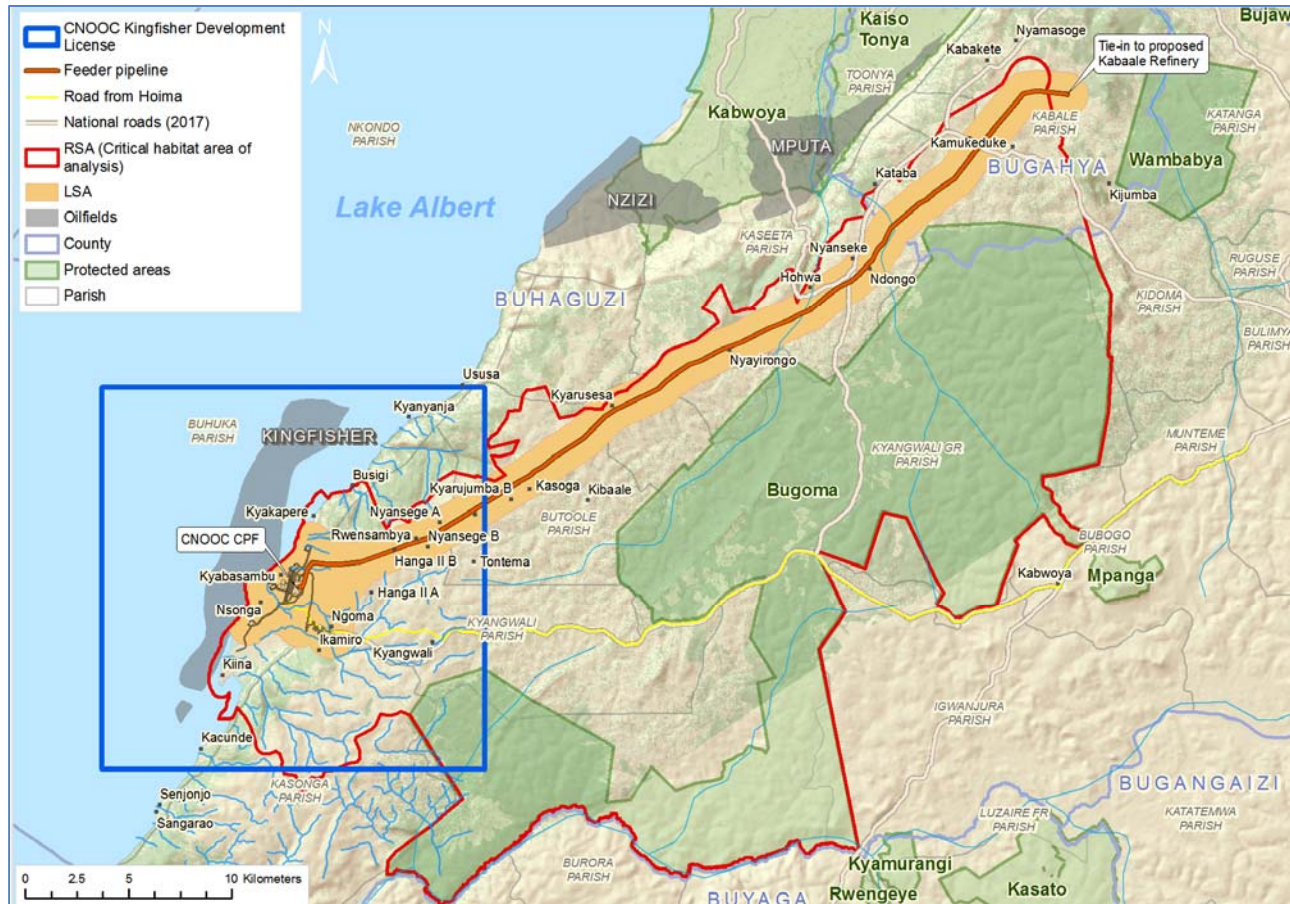 CNOOC Kingfisher Development
License
Feeder pipeline
Road from Hoima
National roads (2017)
RSA (Critical habitat area of
analysis)
LSA
Oilfields
County
Protected areas
Parish
N
Kaiso
Tonya
Bujaw
Nyamasoge
Kabakete
Tie-in to proposed
Kabaale Refinery
TOONYA
PARISH
Kabwoya
NKONDO
PARISH
KABALE
PARISH
KATANGA
PARISH
MPUTA
Kamukeduke
BUGAHYA
Wambabya
Kataba
Kijumba
NZIZI
Lake Albert
KASEETA
PARISH
Nyanseke
RUGUSE
PARISH
Hohwa
Ndongo
BUHAGUZI
KIDOMA
PARISH
BULIMYA
PARISH
Nyayirongo
Ususa
Kyarusesa
Kyanyanja
BUHUKA
PARISH
KINGFISHER
KYANGWALI GR
PARISH
MUNTEME
PARISH
Busigi
Kyarujumba B
Kasoga
Kibaale
Bugoma
Kyakapere
Nyansege A
BUTOOLE
PARISH
Rwensambya
Nyansege B
CNOOC CPF
Hanga II B
Tontema
BUBOGO
PARISH
Kyabasambu
Kabwoya
Mpanga
Nsonga
Hanga II A
Ngoma
KYANGWALI
PARISH
Ikamiro
Kyangwali
Kiina
IGWANJURA
PARISH
Kacunde
KASONGA
PARISH
BUGANGAIZI
Senjonjo
Sangarao
LUZAIRE FR
PARISH
KATATEMWA
PARISH
BURORA
PARISH
Kyamurangi
0 2.5 5 10 Kilometers
BUYAGA
Rwengeye
Kasato